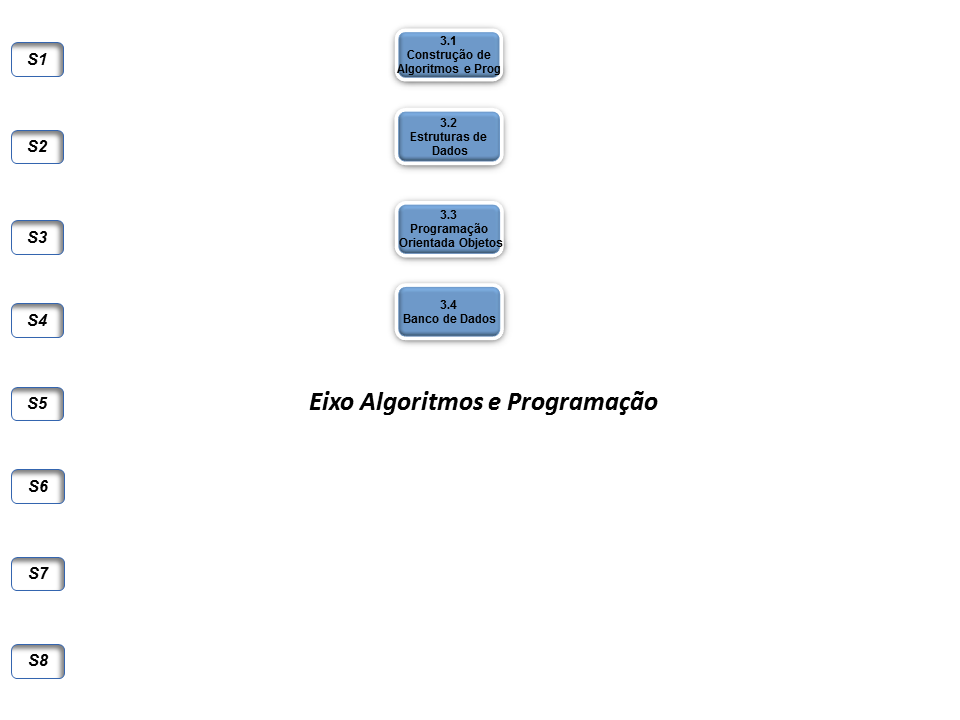 S1
3.1
Construção de
Algoritmos e Prog
S2
3.2
Estruturas de
Dados
S3
3.3
Programação
Orientada Objetos
S4
3.4
Banco de Dados
S5
Eixo Algoritmos e Programação
S6
S7
S8